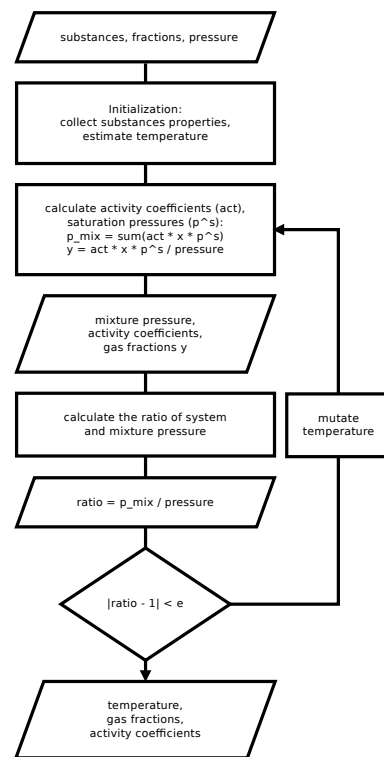 substances, fractions, pressure
Initialization:
collect substances properties,
estimate temperature
calculate activity coefficients (act),
saturation pressures (p^s):
p_mix = sum(act * x * p^s)
y = act * x * p^s / pressure
mixture pressure,
activity coefficients,
gas fractions y
calculate the ratio of system
and mixture pressure
mutate
temperature
ratio = p_mix / pressure
|ratio - 1| < e
temperature,
gas fractions,
activity coefficients